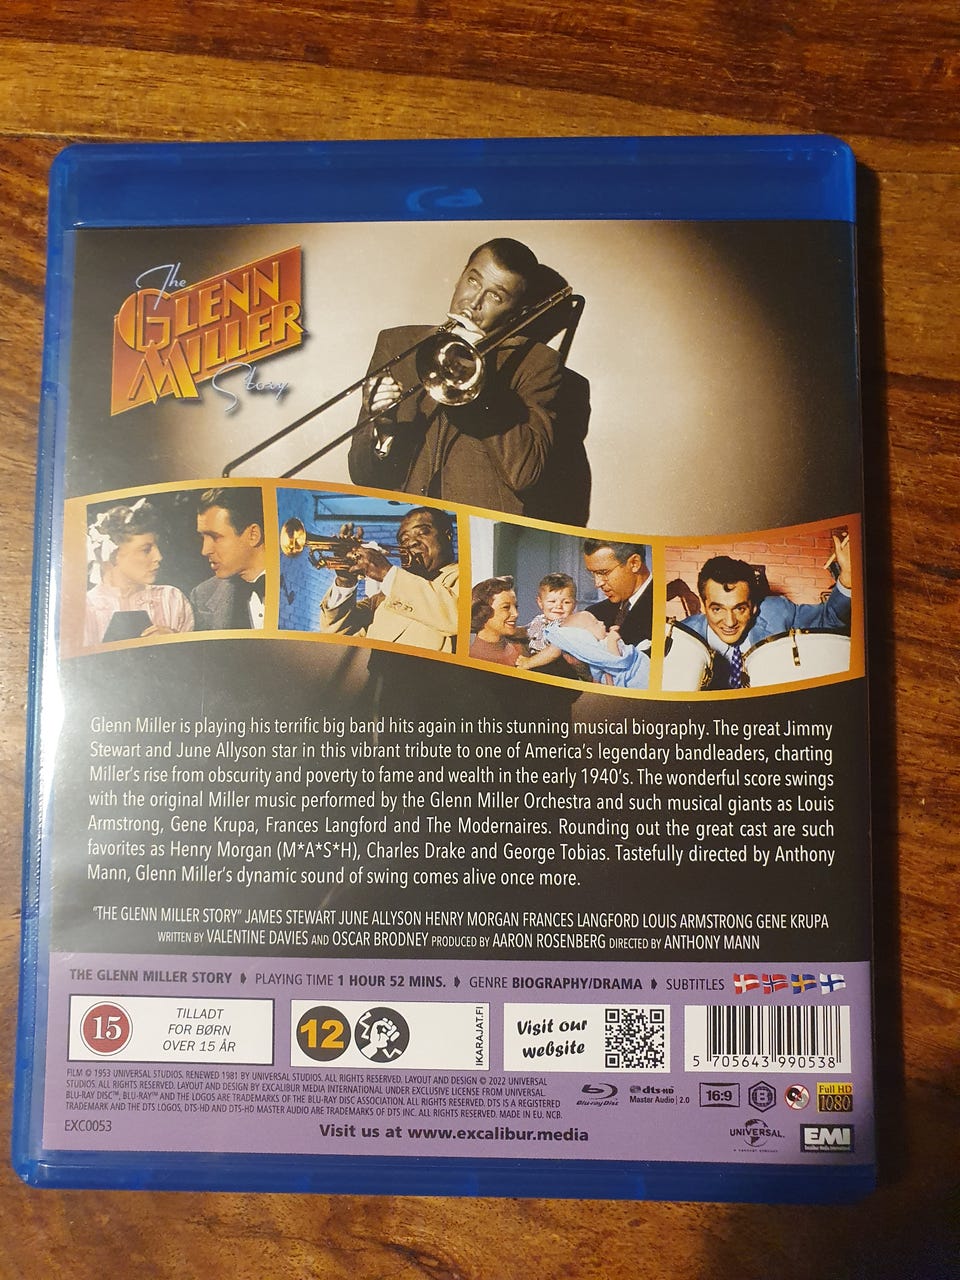 The
GLENN
MILLER
Story
Glenn Miller is playing his terrific big band hits again in this stunning musical biography. The great Jimmy
Stewart and June Allyson star in this vibrant tribute to one of America's legendary bandleaders, charting
Miller's rise from obscurity and poverty to fame and wealth in the early 1940's. The wonderful score swings
with the original Miller music performed by the Glenn Miller Orchestra and such musical giants as Louis
Armstrong, Gene Krupa, Frances Langford and The Modernaires. Rounding out the great cast are such
favorites as Henry Morgan (M*A*S*H), Charles Drake and George Tobias. Tastefully directed by Anthony
Mann, Glenn Miller's dynamic sound of swing comes alive once more.
"THE GLENN MILLER STORY" JAMES STEWART JUNE ALLYSON HENRY MORGAN FRANCES LANGFORD LOUIS ARMSTRONG GENE KRUPA
WRITTEN BY VALENTINE DAVIES AND OSCAR BRODNEY PRODUCED BY AARON ROSENBERG DIRECTED BY ANTHONY MANN
THE GLENN MILLER STORY PLAYING TIME 1 HOUR 52 MINS. GENRE BIOGRAPHY/DRAMA SUBTITLES
15
TILLADT
FOR BØRN
OVER 15 ÅR
12
IKARAJAT.FI
Visit our
website
5 705643 990538
FILM © 1953 UNIVERSAL STUDIOS. RENEWED 1981 BY UNIVERSAL STUDIOS. ALL RIGHTS RESERVED. LAYOUT AND DESIGN © 2022 UNIVERSAL
STUDIOS. ALL RIGHTS RESERVED. LAYOUT AND DESIGN BY EXCALIBUR MEDIA INTERNATIONAL UNDER EXCLUSIVE LICENSE FROM UNIVERSAL.
BLU-RAY DISC™, BLU-RAY™ AND THE LOGOS ARE TRADEMARKS OF THE BLU-RAY DISC ASSOCIATION. ALL RIGHTS RESERVED. DTS IS A REGISTERED
TRADEMARK AND THE DTS LOGOS, DTS-HD AND DTS-HD MASTER AUDIO ARE TRADEMARKS OF DTS INC. ALL RIGHTS RESERVED. MADE IN EU. NCB.
EXC0053
Visit us at www.excalibur.media
Blu-ray Disc
dts-HD
Master Audio 2.0
16:9
B
Full HD
1080
UNIVERSAL
EMI